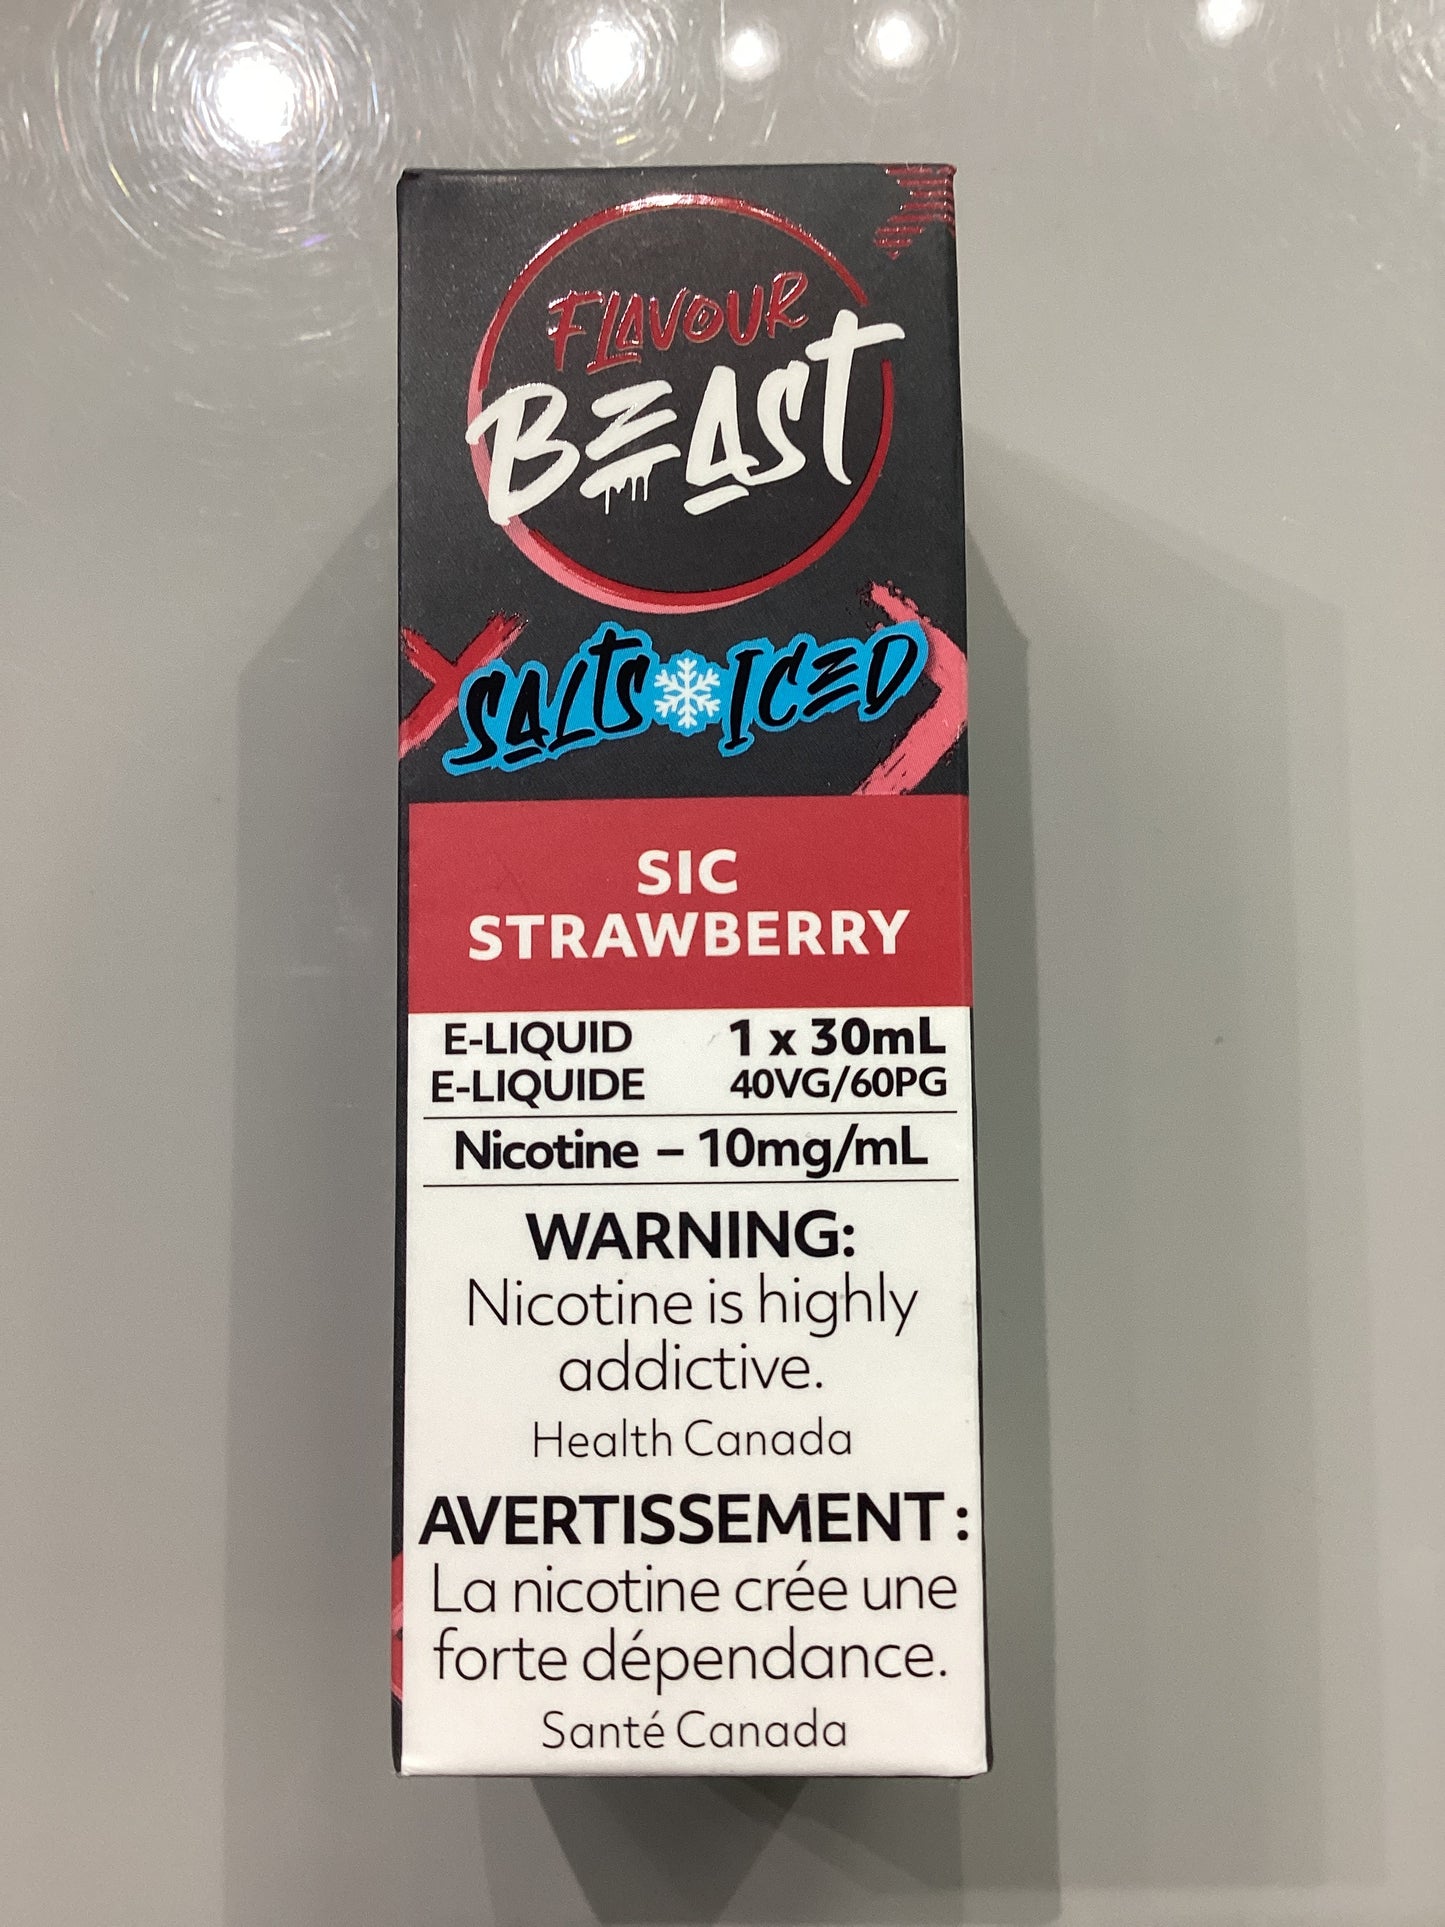 FLAVOUR
BEAST
SALTS ICED
SIC
STRAWBERRY
E-LIQUID 1 x 30mL
E-LIQUIDE 40VG/60PG
Nicotine – 10mg/mL
WARNING:
Nicotine is highly
addictive.
Health Canada
AVERTISSEMENT :
La nicotine crée une
forte dépendance.
Santé Canada